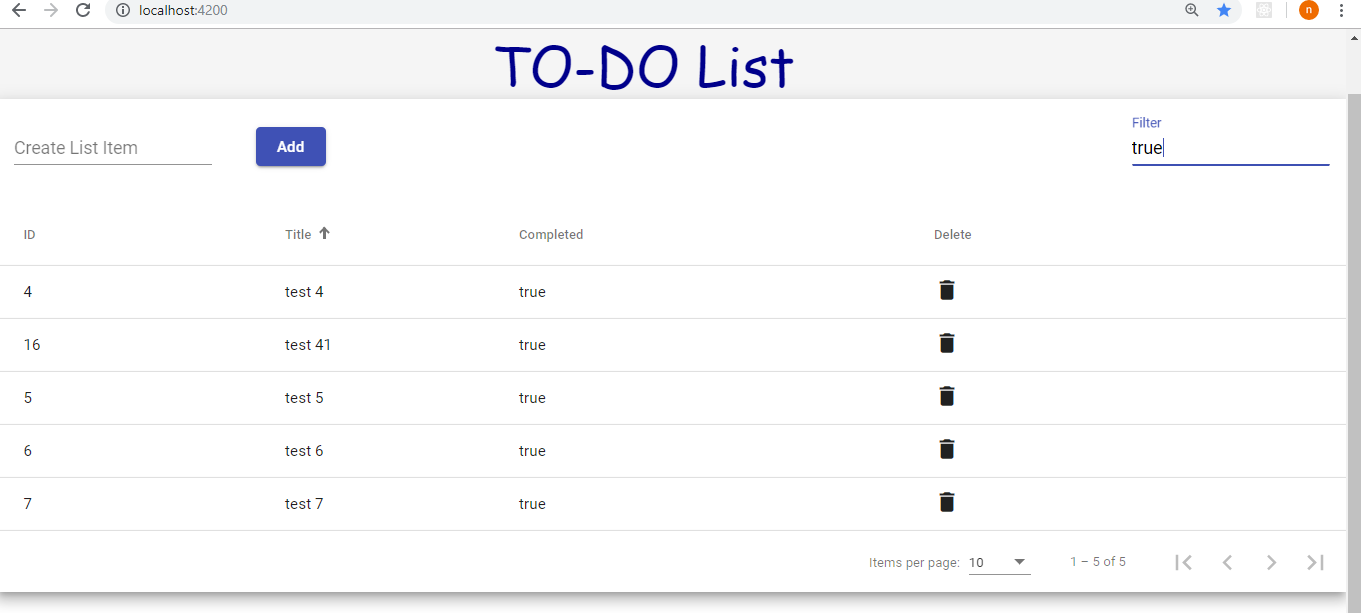 localhost:4200
n
TO-DO List
Create List Item
Add
Filter
true
ID Title Completed Delete
4 test 4 true
16 test 41 true
5 test 5 true
6 test 6 true
7 test 7 true
Items per page: 10 1 – 5 of 5